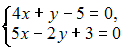 4x + y − 5 = 0,
5x − 2y + 3 = 0